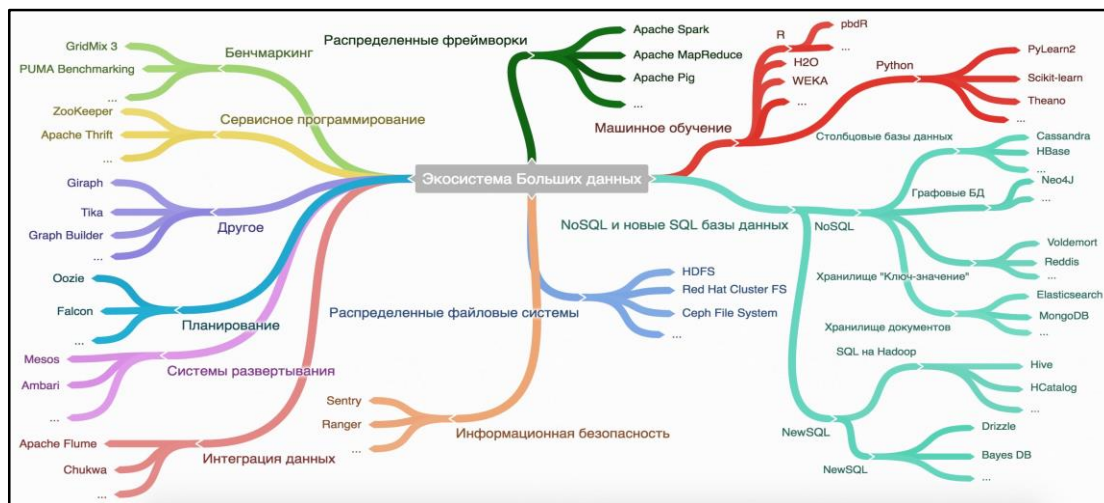 Экосистема Больших данных
Бенчмаркинг
GridMix 3
PUMA Benchmarking
...
Сервисное программирование
ZooKeeper
Apache Thrift
...
Другое
Giraph
Tika
Graph Builder
...
Планирование
Oozie
Falcon
...
Системы развертывания
Mesos
Ambari
...
Интеграция данных
Apache Flume
Chukwa
...
Распределенные фреймворки
Apache Spark
Apache MapReduce
Apache Pig
...
Распределенные файловые системы
HDFS
Red Hat Cluster FS
Ceph File System
...
Информационная безопасность
Sentry
Ranger
...
Машинное обучение
R
pbdR
...
H2O
WEKA
...
Python
PyLearn2
Scikit-learn
Theano
...
NoSQL и новые SQL базы данных
NoSQL
Столбцовые базы данных
Cassandra
HBase
...
Графовые БД
Neo4J
...
Хранилище "Ключ-значение"
Voldemort
Reddis
...
Хранилище документов
Elasticsearch
MongoDB
...
NewSQL
SQL на Hadoop
Hive
HCatalog
...
NewSQL
Drizzle
Bayes DB
...